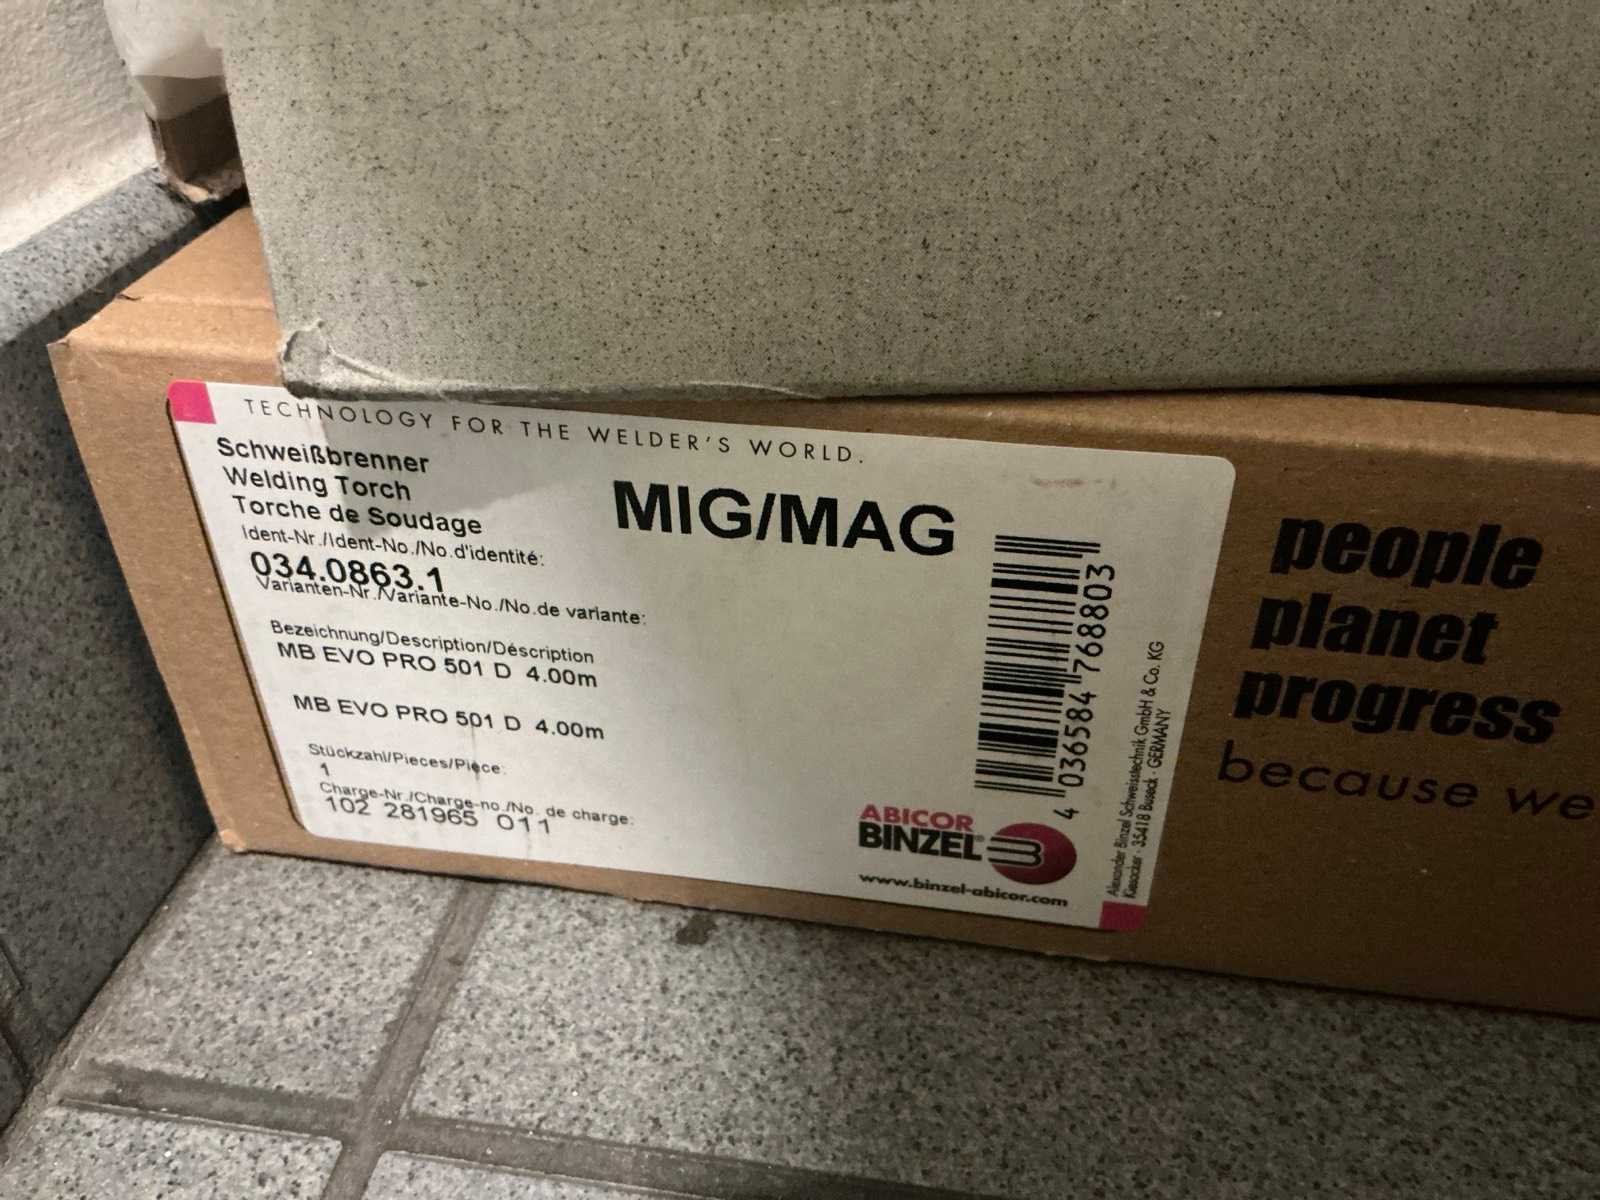 TECHNOLOGY FOR THE WELDER'S WORLD.
Schweißbrenner
Welding Torch
Torche de Soudage
MIG/MAG
Ident-Nr./Ident-No./No.d'identité:
034.0863.1
Varianten-Nr./Variante-No./No.de variante:
Bezeichnung/Description/Déscription
MB EVO PRO 501 D 4.00m
MB EVO PRO 501 D 4.00m
Stückzahl/Pieces/Pièce:
1
Charge-Nr./Charge-no./No. de charge:
102 281965 011
4 036584 768803
ABICOR
BINZEL®
www.binzel-abicor.com
Alexander Binzel Schweisstechnik GmbH & Co. KG
Kiesacker · 35418 Buseck · GERMANY
people
planet
progress
because we